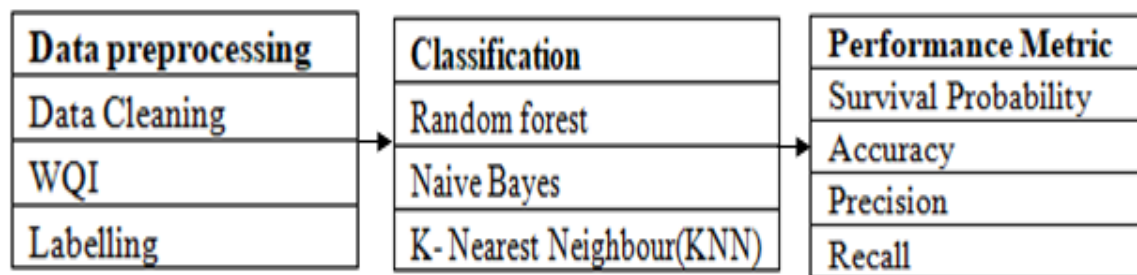 Data preprocessing
Data Cleaning
WQI
Labelling
Classification
Random forest
Naive Bayes
K- Nearest Neighbour(KNN)
Performance Metric
Survival Probability
Accuracy
Precision
Recall